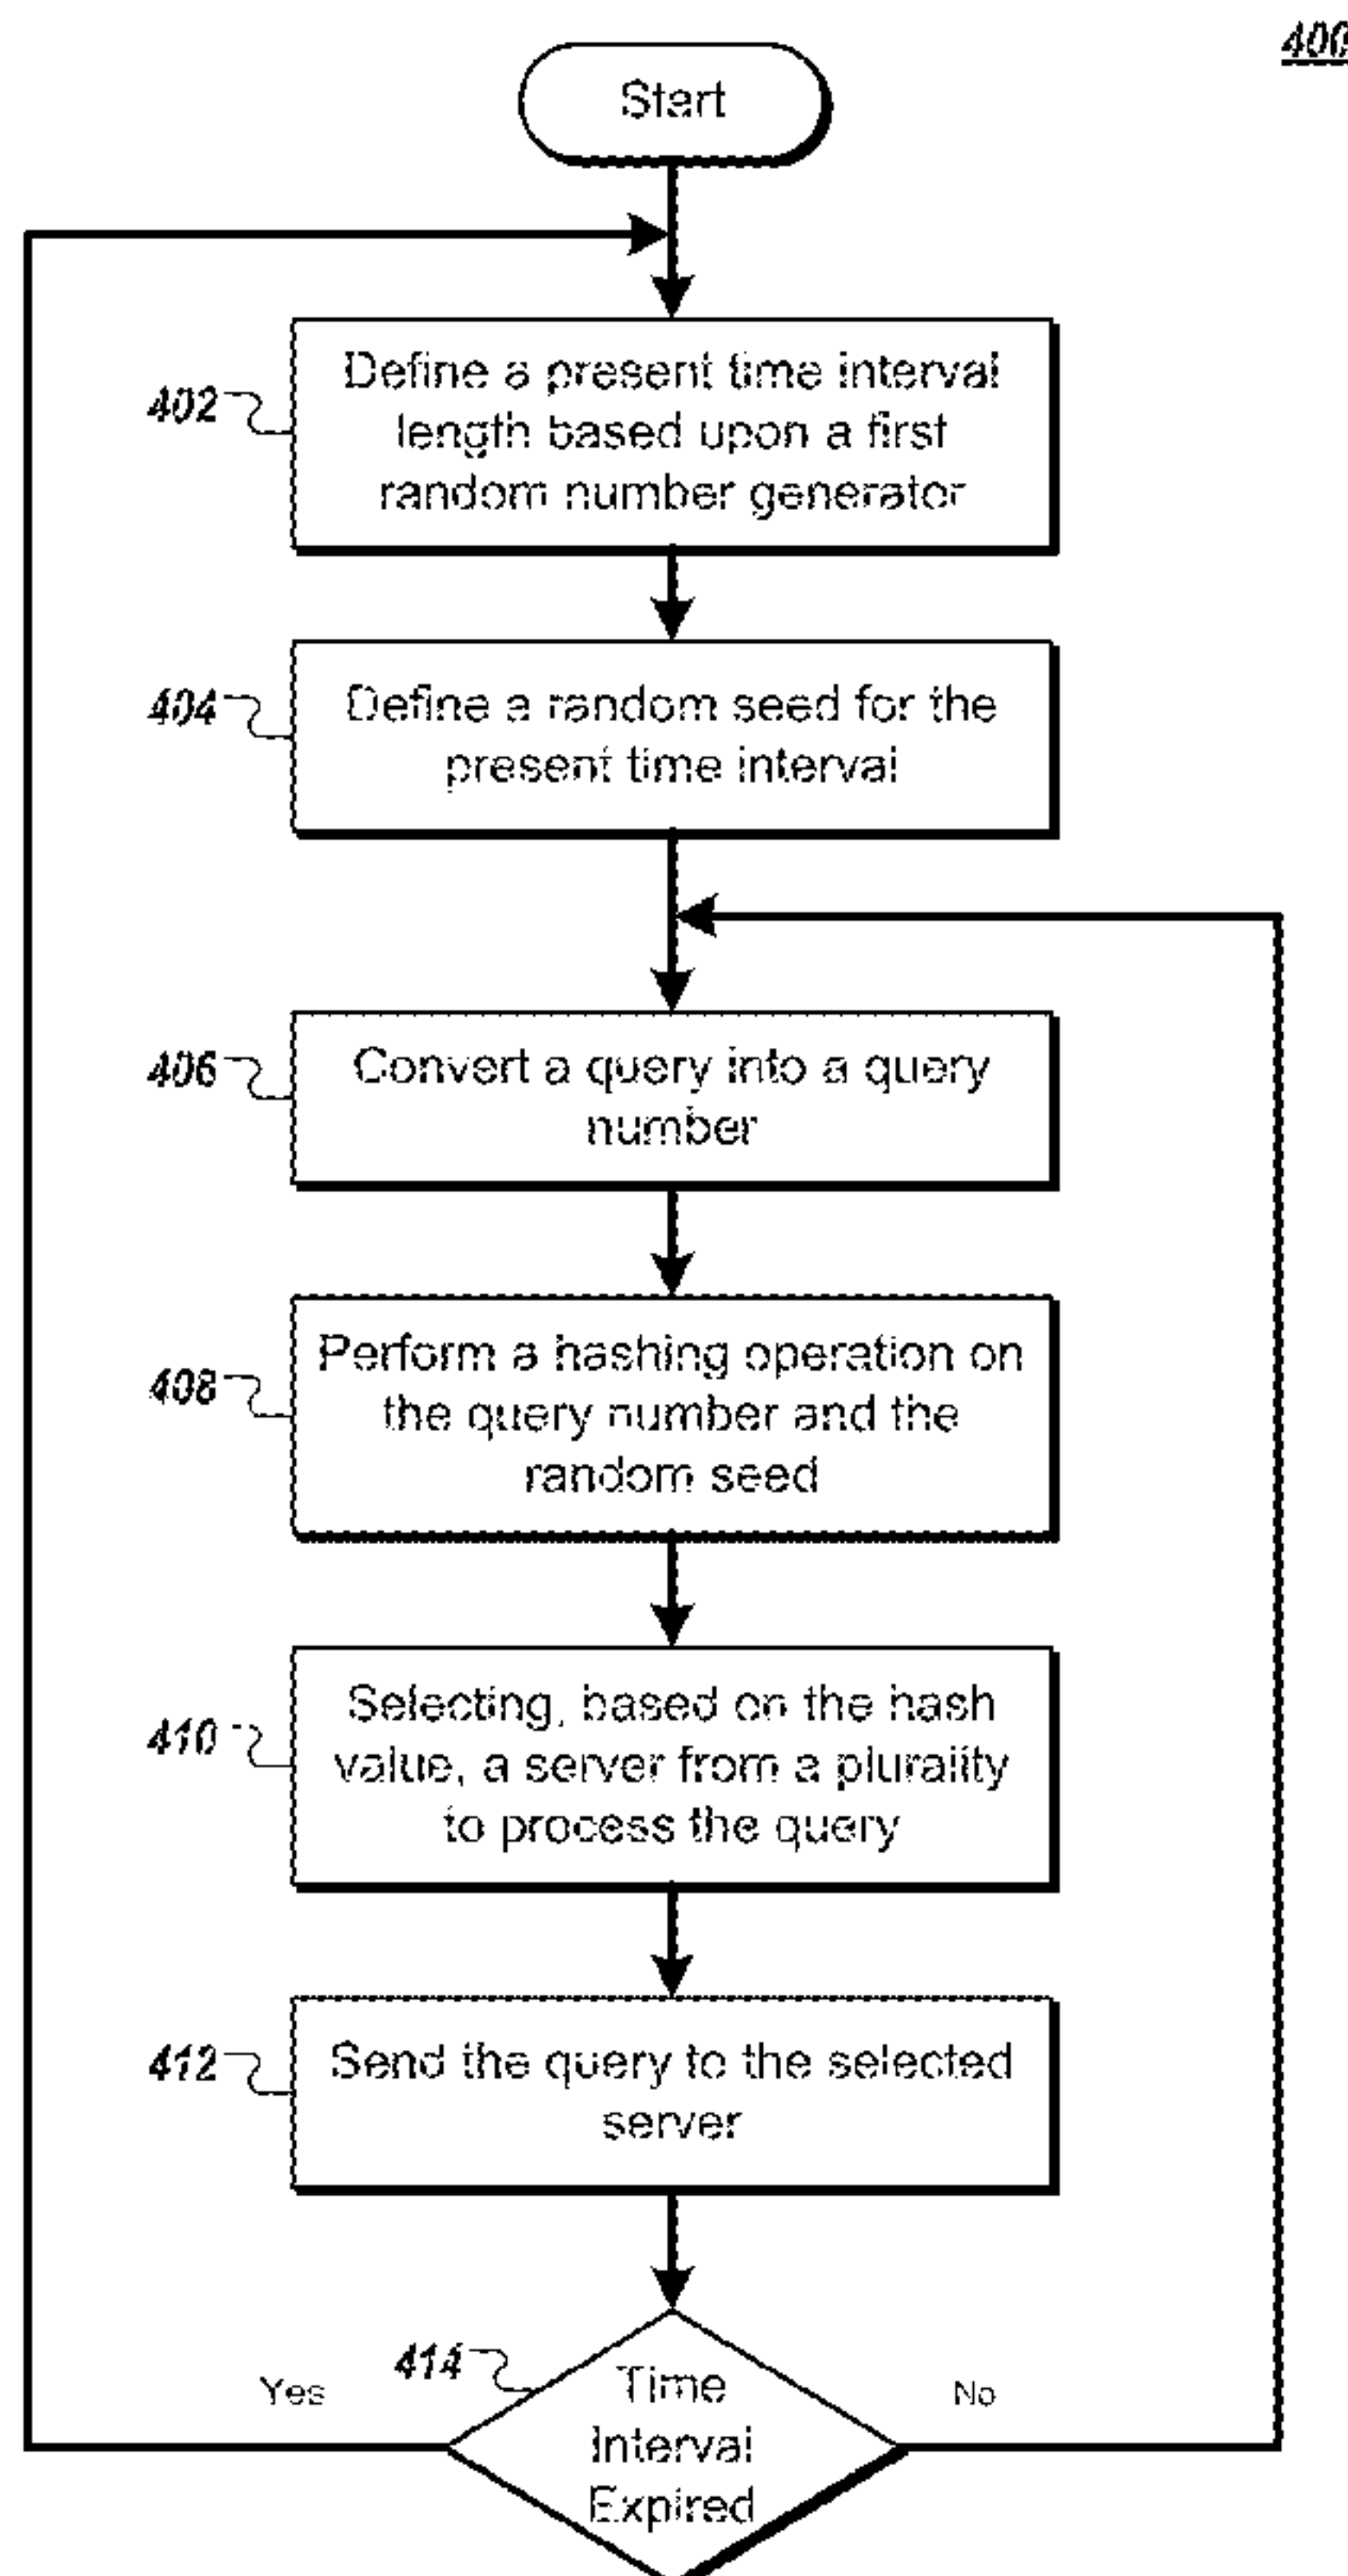 400
Start
402
Define a present time interval
length based upon a first
random number generator
404
Define a random seed for the
present time interval
406
Convert a query into a query
number
408
Perform a hashing operation on
the query number and the
random seed
410
Selecting, based on the hash
value, a server from a plurality
to process the query
412
Send the query to the selected
server
414
Yes
Time
Interval
Expired
No